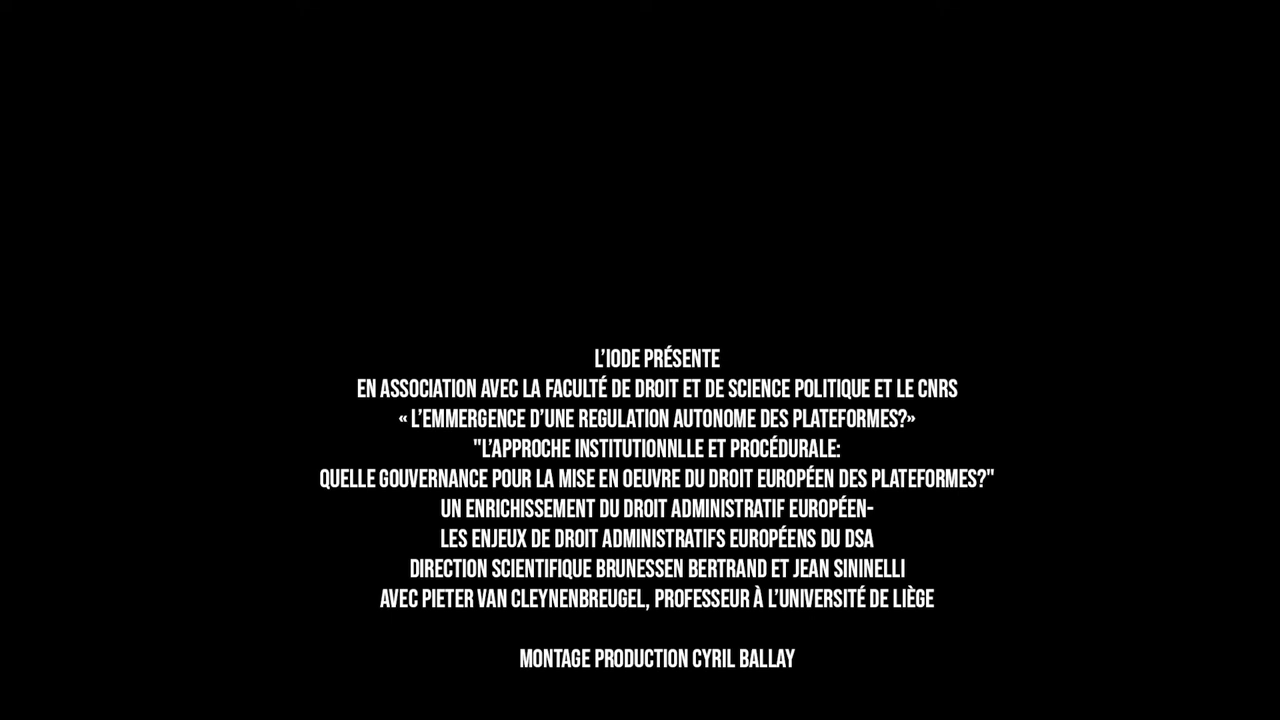 L'IODE PRÉSENTE
EN ASSOCIATION AVEC LA FACULTÉ DE DROIT ET DE SCIENCE POLITIQUE ET LE CNRS
« L'EMMERGENCE D'UNE REGULATION AUTONOME DES PLATEFORMES?»
"L'APPROCHE INSTITUTIONNLLE ET PROCÉDURALE:
QUELLE GOUVERNANCE POUR LA MISE EN OEUVRE DU DROIT EUROPÉEN DES PLATEFORMES?"
UN ENRICHISSEMENT DU DROIT ADMINISTRATIF EUROPÉEN-
LES ENJEUX DE DROIT ADMINISTRATIFS EUROPÉENS DU DSA
DIRECTION SCIENTIFIQUE BRUNESSEN BERTRAND ET JEAN SININELLI
AVEC PIETER VAN CLEYNENBREUGEL, PROFESSEUR À L'UNIVERSITÉ DE LIÈGE
MONTAGE PRODUCTION CYRIL BALLAY